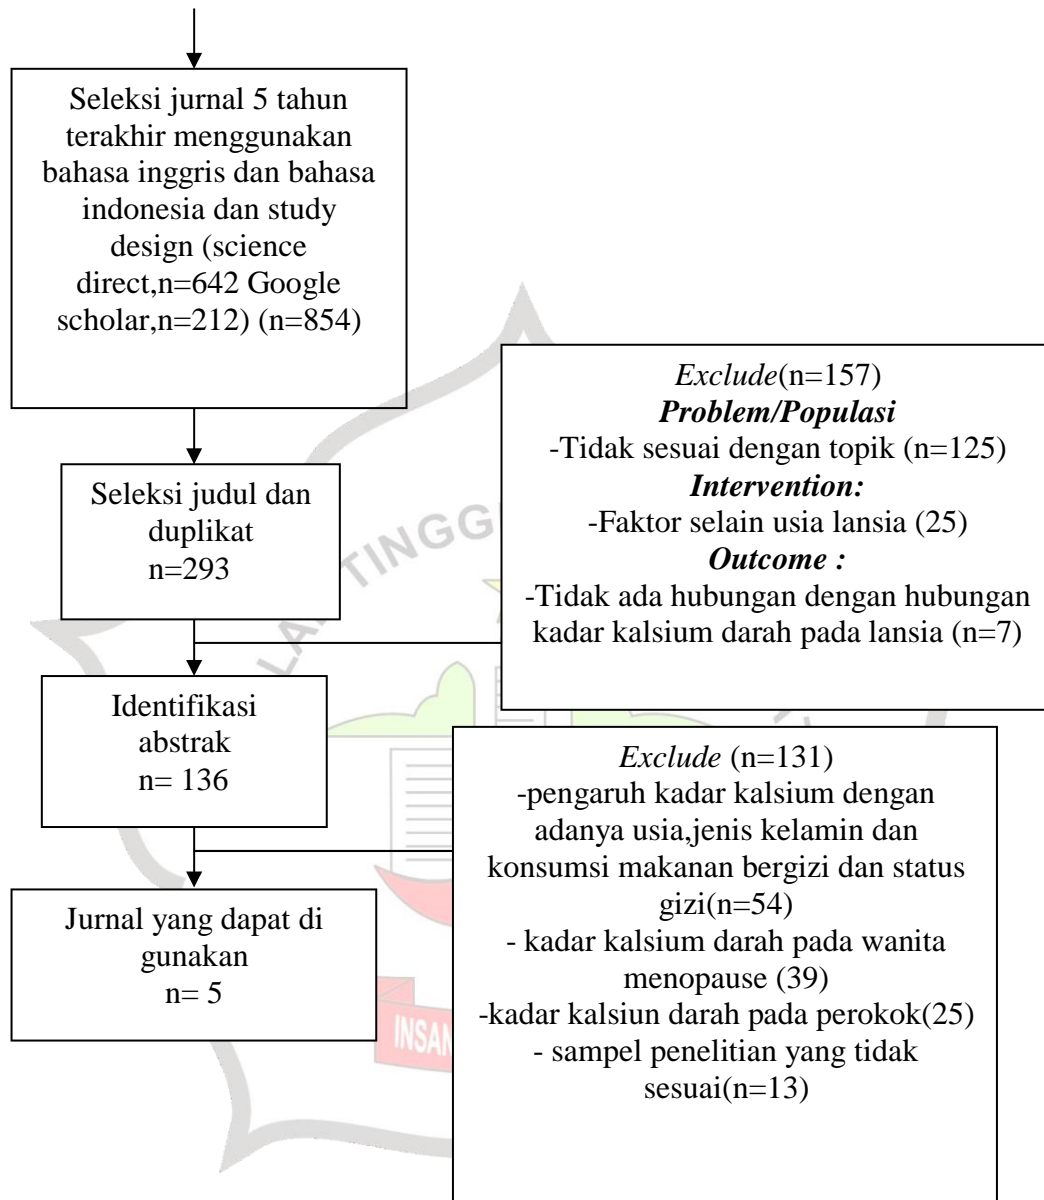 Seleksi jurnal 5 tahun
terakhir menggunakan
bahasa inggris dan bahasa
indonesia dan study
design (science
direct,n=642 Google
scholar,n=212) (n=854)
Exclude(n=157)
Problem/Populasi
-Tidak sesuai dengan topik (n=125)
Intervention:
-Faktor selain usia lansia (25)
Outcome :
-Tidak ada hubungan dengan hubungan
kadar kalsium darah pada lansia (n=7)
Seleksi judul dan
duplikat
n=293
Identifikasi
abstrak
n= 136
Exclude (n=131)
-pengaruh kadar kalsium dengan
adanya usia,jenis kelamin dan
konsumsi makanan bergizi dan status
gizi(n=54)
- kadar kalsium darah pada wanita
menopause (39)
-kadar kalsiun darah pada perokok(25)
- sampel penelitian yang tidak
sesuai(n=13)
Jurnal yang dapat di
gunakan
n= 5